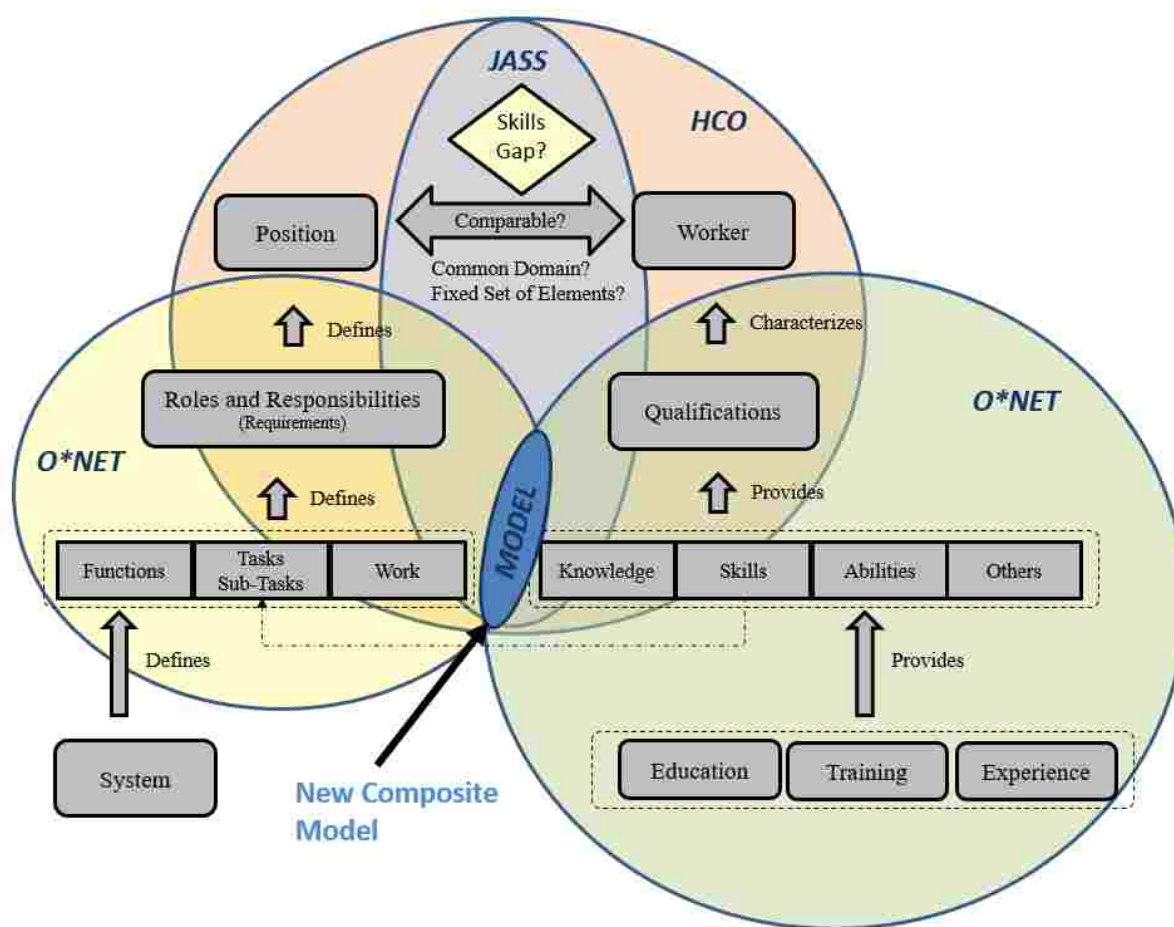 JASS
Skills
Gap?
HCO
Position
Comparable?
Worker
Common Domain?
Fixed Set of Elements?
Defines
Characterizes
Roles and Responsibilities
(Requirements)
Qualifications
O*NET
O*NET
Defines
Provides
MODEL
Functions
Tasks
Sub-Tasks
Work
Knowledge
Skills
Abilities
Others
Defines
Provides
System
Education
Training
Experience
New Composite
Model